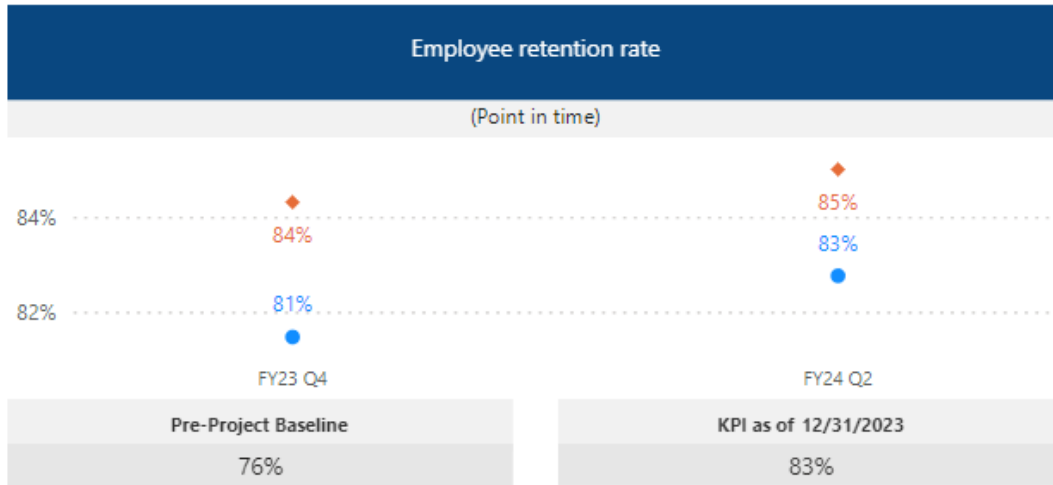 Employee retention rate
(Point in time)
85%
84%
84%
83%
81%
82%
FY23 Q4 FY24 Q2
Pre-Project Baseline KPI as of 12/31/2023
76% 83%